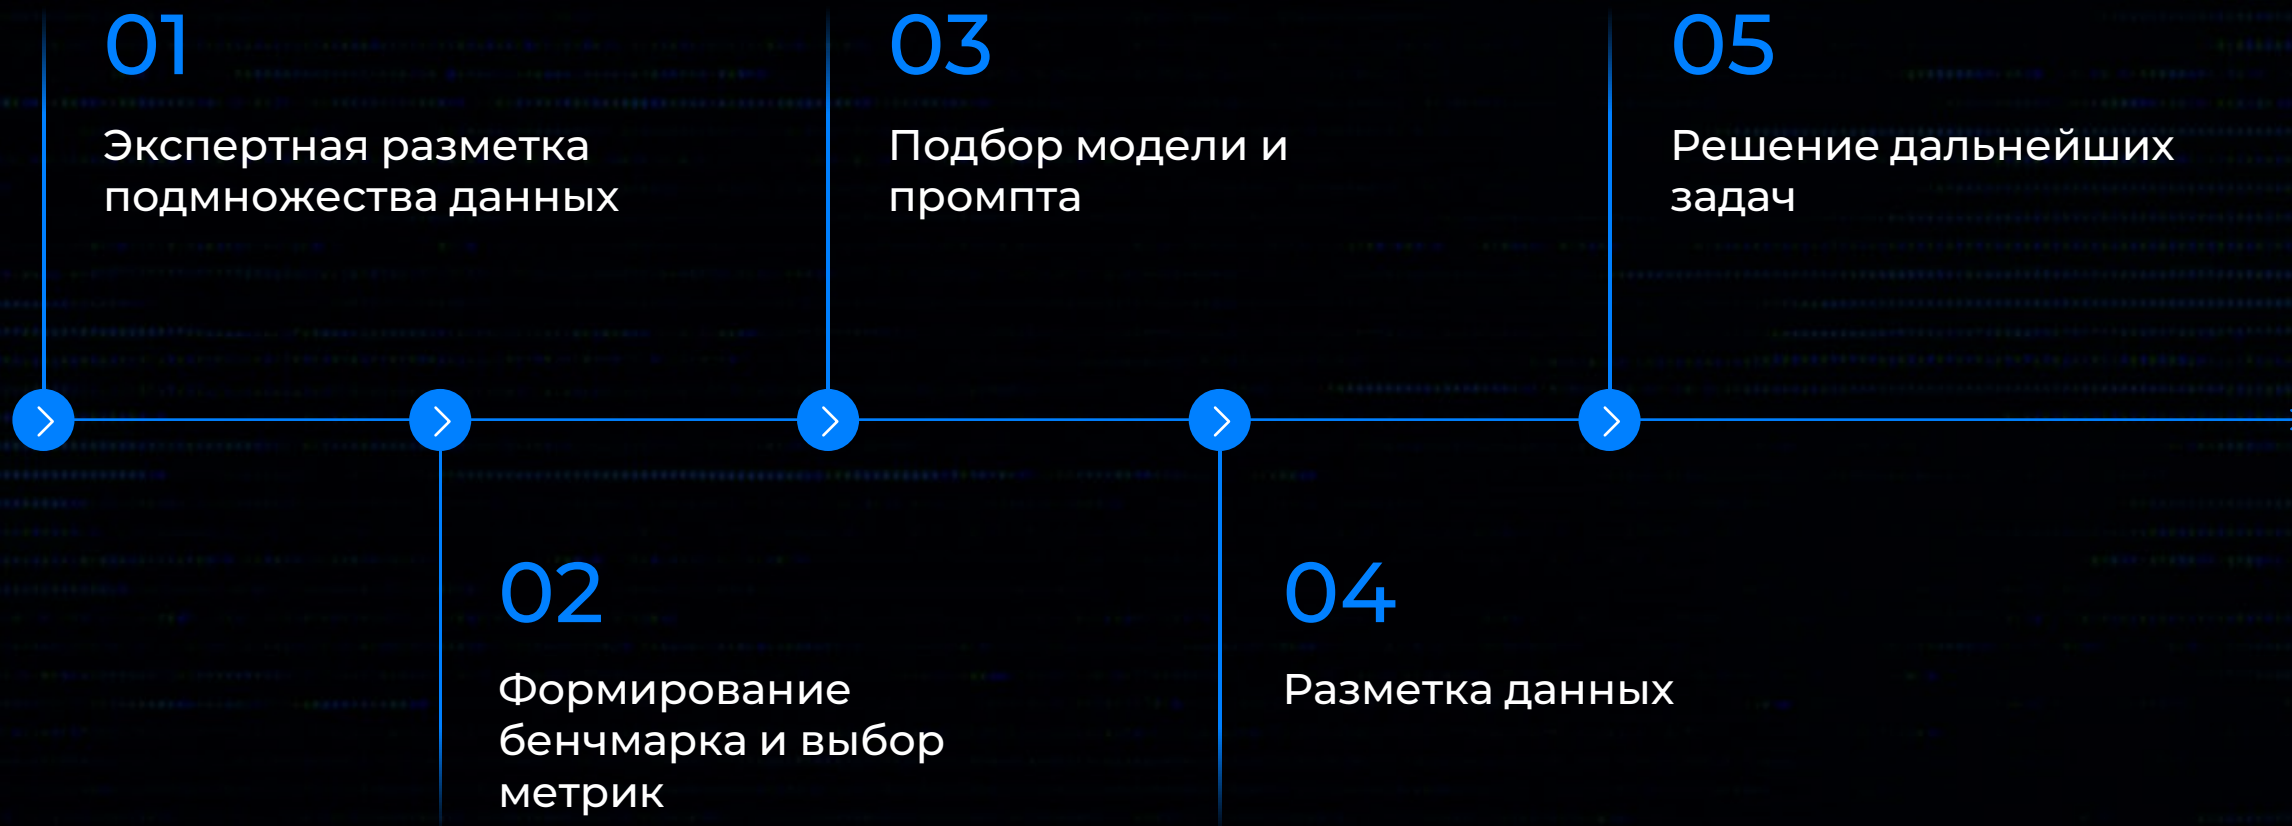 01
Экспертная разметка
подмножества данных
02
Формирование
бенчмарка и выбор
метрик
03
Подбор модели и
промпта
04
Разметка данных
05
Решение дальнейших
задач